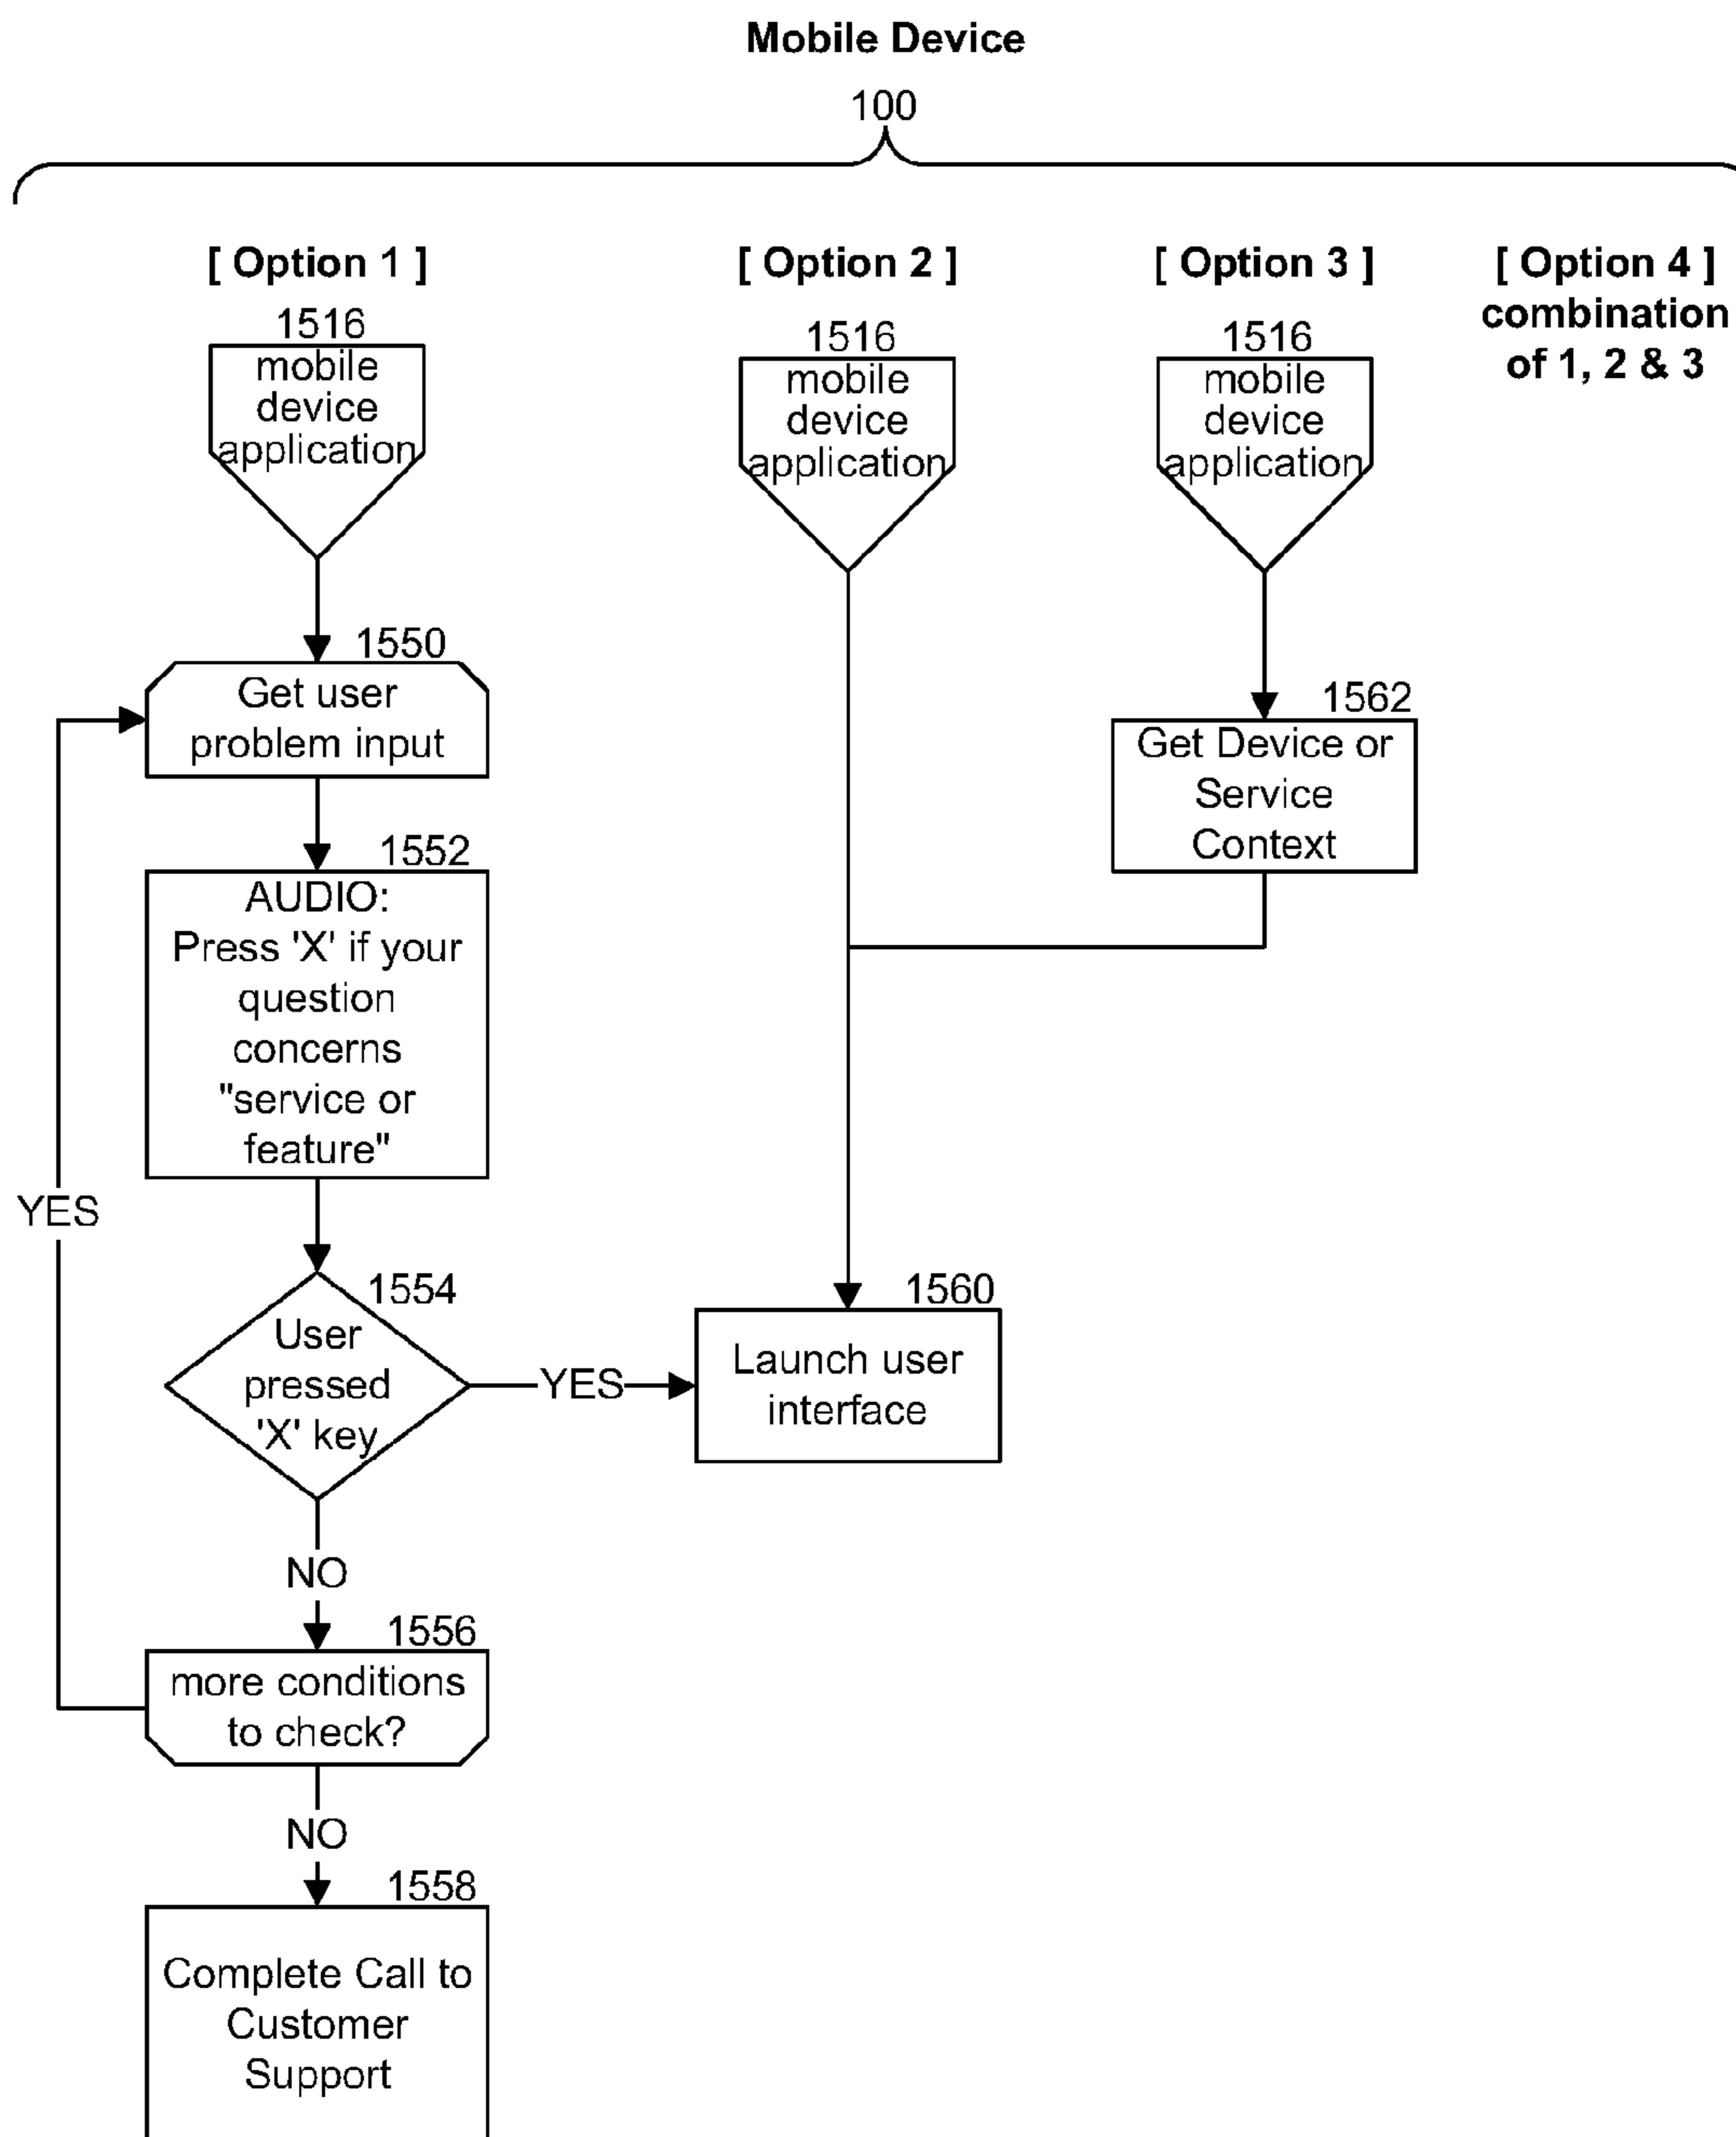 Mobile Device
100
[ Option 1 ]
[ Option 2 ]
[ Option 3 ]
[ Option 4 ]
combination
of 1, 2 & 3
1516
mobile
device
application
1516
mobile
device
application
1516
mobile
device
application
1550
Get user
problem input
1562
Get Device or
Service
Context
1552
AUDIO:
Press 'X' if your
question
concerns
"service or
feature"
YES
1554
User
pressed
'X' key
YES
1560
Launch user
interface
NO
1556
more conditions
to check?
NO
1558
Complete Call to
Customer
Support